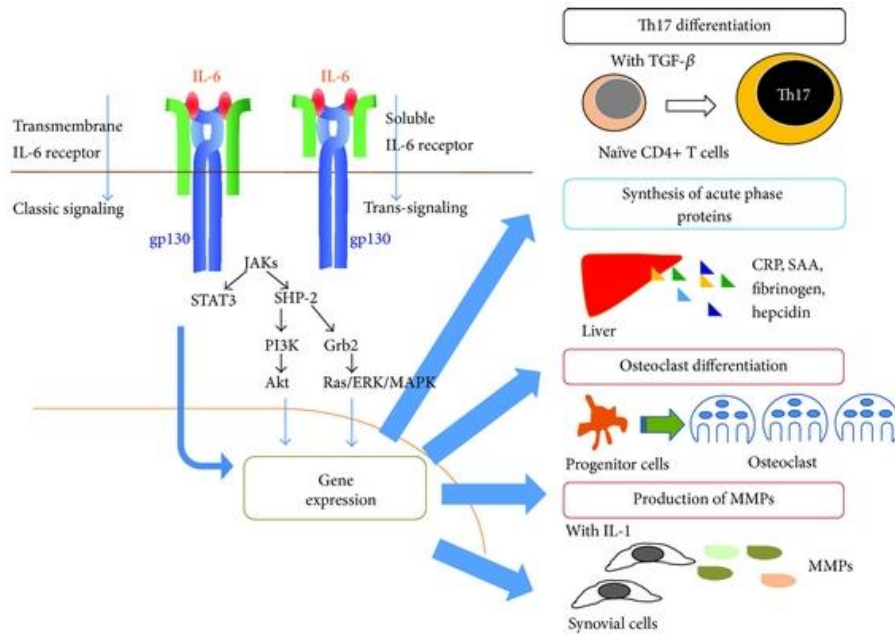 IL-6
IL-6
Transmembrane
IL-6 receptor
Soluble
IL-6 receptor
Classic signaling
Trans-signaling
gp130
gp130
JAKs
STAT3
SHP-2
PI3K
Grb2
Akt
Ras/ERK/MAPK
Gene
expression
Th17 differentiation
With TGF-β
Th17
Naïve CD4+ T cells
Synthesis of acute phase
proteins
CRP, SAA,
fibrinogen,
hepcidin
Liver
Osteoclast differentiation
Progenitor cells
Osteoclast
Production of MMPs
With IL-1
MMPs
Synovial cells